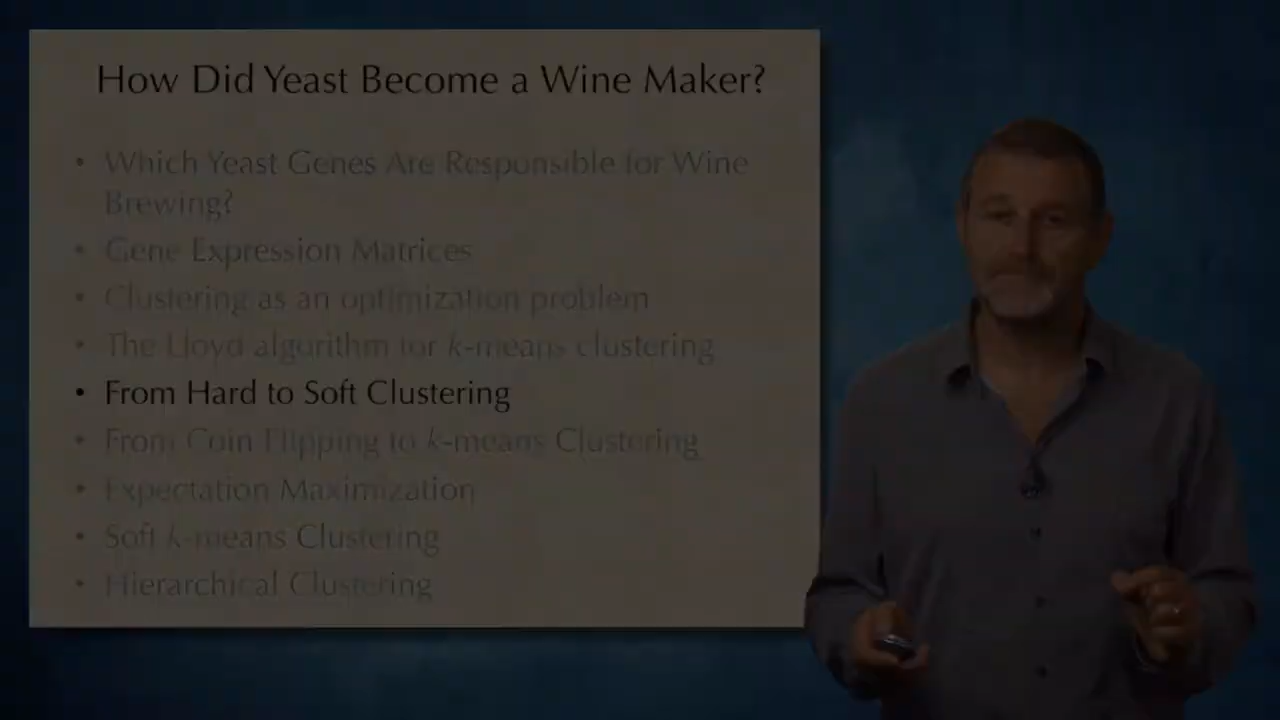 How Did Yeast Become a Wine Maker?
• Which Yeast Genes Are Responsible for Wine
Brewing?
• Gene Expression Matrices
• Clustering as an optimization problem
• The Lloyd algorithm for k-means clustering
• From Hard to Soft Clustering
• From Coin Flipping to k-means Clustering
• Expectation Maximization
• Soft k-means Clustering
• Hierarchical Clustering